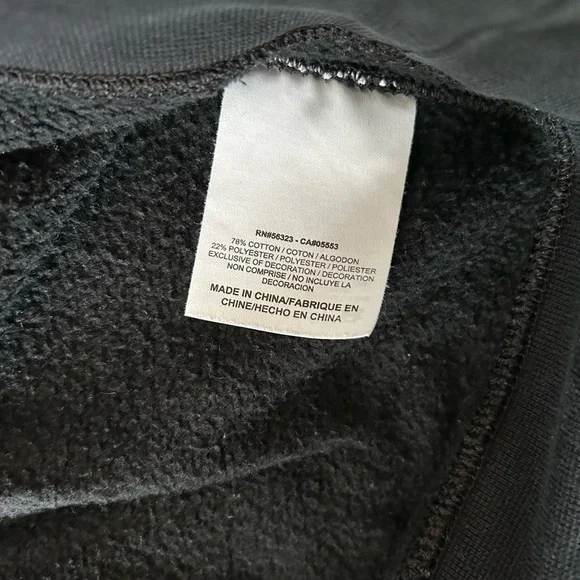 RN#56323 - CA#05553
78% COTTON / COTON / ALGODON
22% POLYESTER / POLYESTER / POLIESTER
EXCLUSIVE OF DECORATION / DECORATION
NON COMPRISE / NO INCLUYE LA
DECORACION
MADE IN CHINA/FABRIQUE EN
CHINE/HECHO EN CHINA